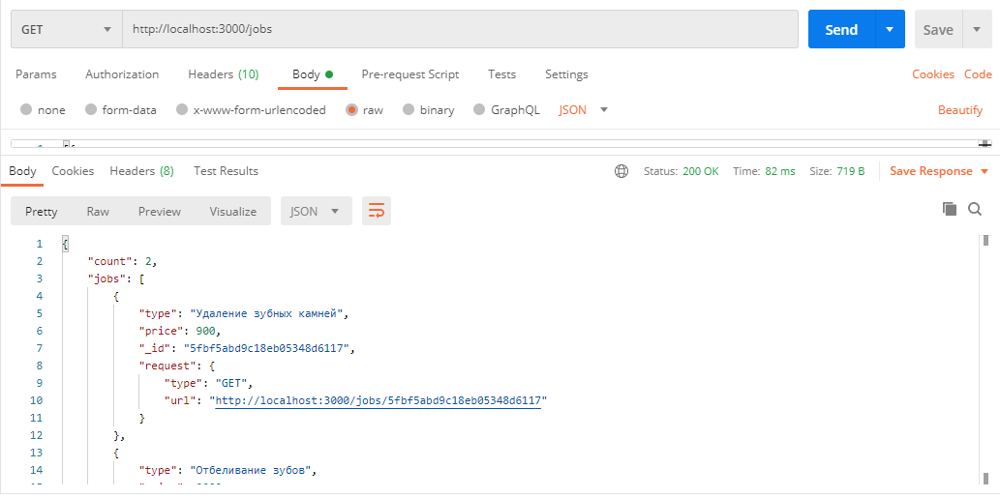 GET http://localhost:3000/jobs Send Save
Params Authorization Headers (10) Body Pre-request Script Tests Settings Cookies Code
none form-data x-www-form-urlencoded raw binary GraphQL JSON Beautify
Body Cookies Headers (8) Test Results Status: 200 OK Time: 82 ms Size: 719 B Save Response
Pretty Raw Preview Visualize JSON
1 {
2 "count": 2,
3 "jobs": [
4 {
5 "type": "Удаление зубных камней",
6 "price": 900,
7 "_id": "5fbf5abd9c18eb05348d6117",
8 "request": {
9 "type": "GET",
10 "url": "http://localhost:3000/jobs/5fbf5abd9c18eb05348d6117"
11 }
12 },
13 {
14 "type": "Отбеливание зубов",